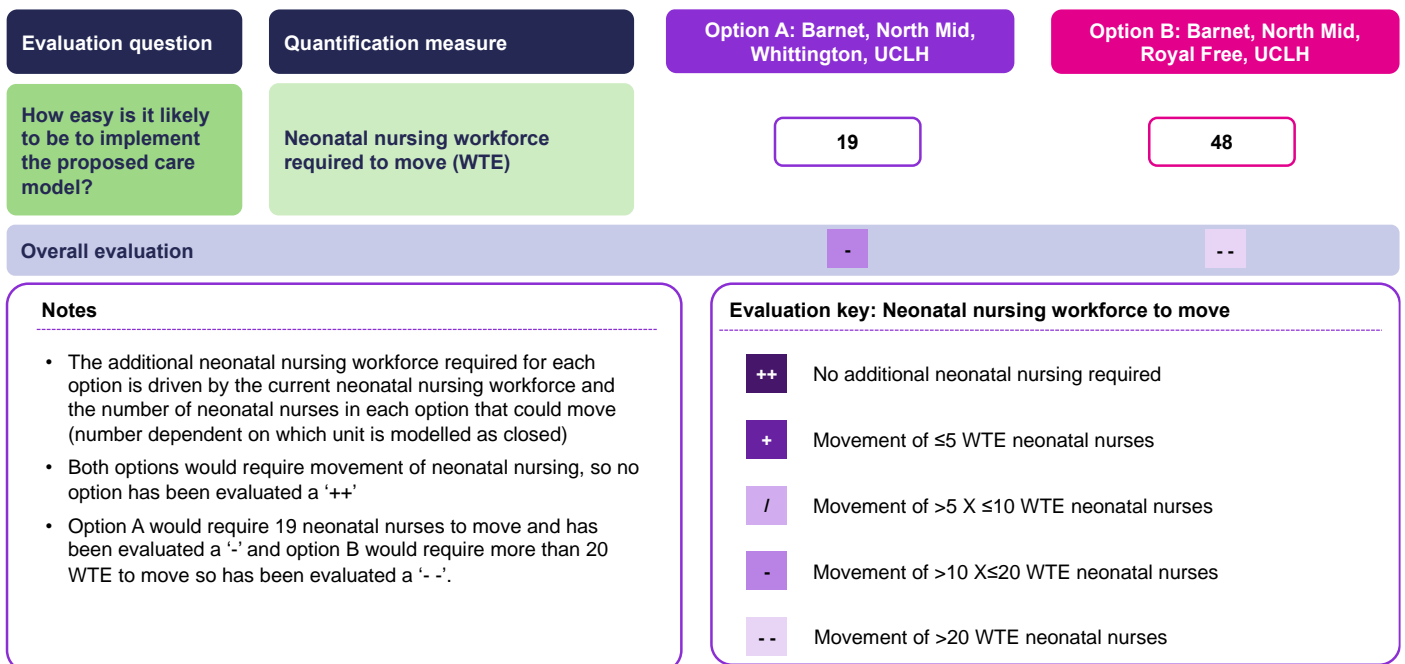 Evaluation question
Quantification measure
Option A: Barnet, North Mid,
Whittington, UCLH
Option B: Barnet, North Mid,
Royal Free, UCLH
How easy is it likely
to be to implement
the proposed care
model?
Neonatal nursing workforce
required to move (WTE)
19
48
Overall evaluation
-
- -
Notes
• The additional neonatal nursing workforce required for each
option is driven by the current neonatal nursing workforce and
the number of neonatal nurses in each option that could move
(number dependent on which unit is modelled as closed)
• Both options would require movement of neonatal nursing, so no
option has been evaluated a ‘++’
• Option A would require 19 neonatal nurses to move and has
been evaluated a ‘-’ and option B would require more than 20
WTE to move so has been evaluated a ‘- -’.
Evaluation key: Neonatal nursing workforce to move
++ No additional neonatal nursing required
+ Movement of ≤5 WTE neonatal nurses
/ Movement of >5 X ≤10 WTE neonatal nurses
- Movement of >10 X≤20 WTE neonatal nurses
- - Movement of >20 WTE neonatal nurses